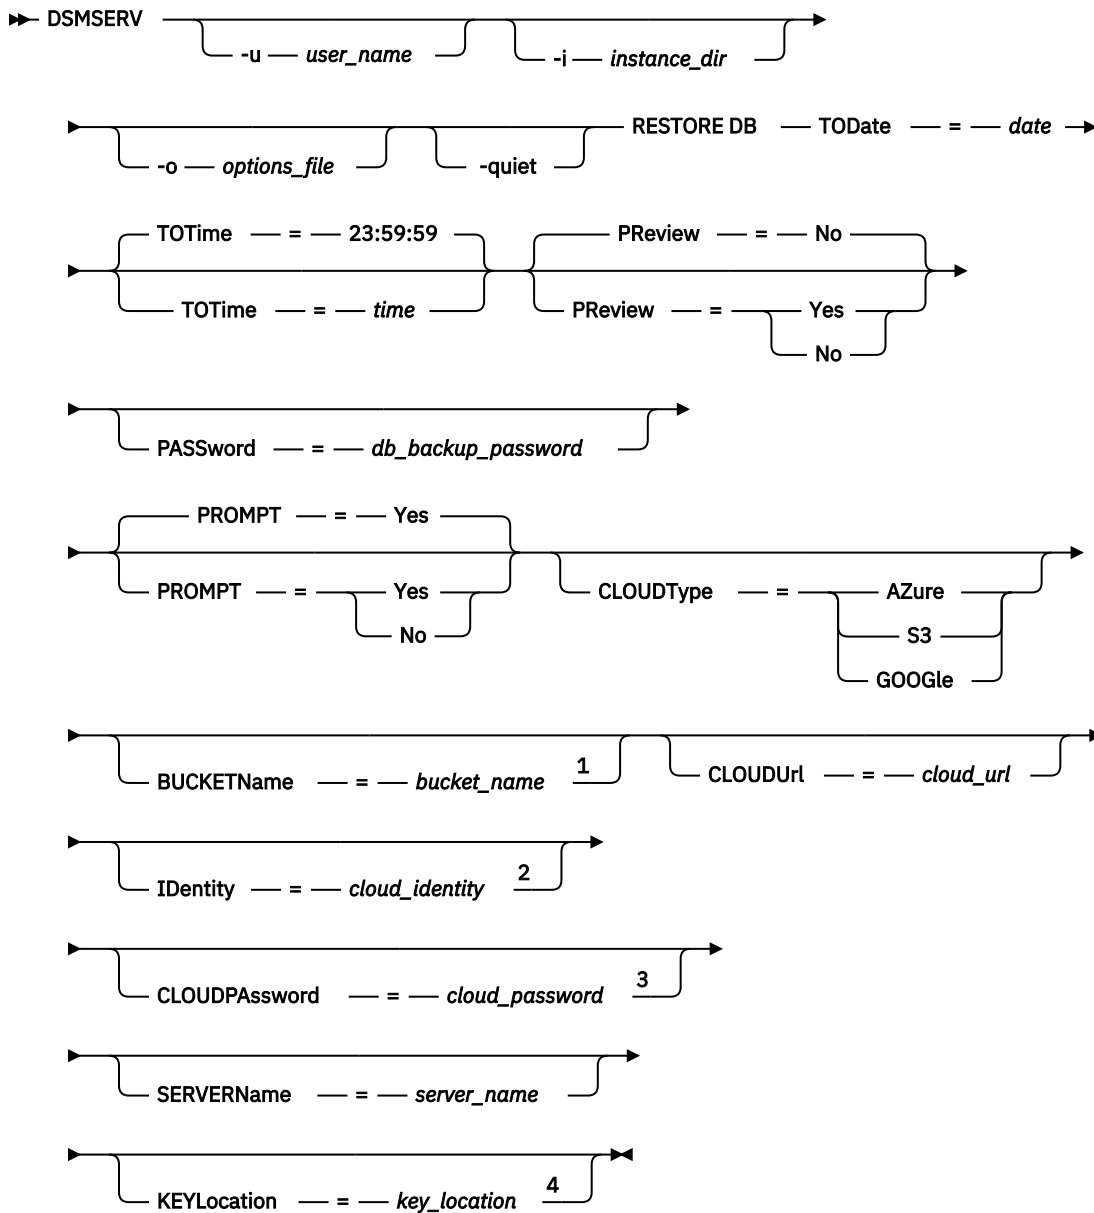 DSMSERV
-u user_name -i instance_dir
RESTORE DB TODate = date
-o options_file -quiet
TOTime = 23:59:59 PReview = No
TOTime = time PReview = Yes
No
PASSword = db_backup_password
PROMPT = Yes
PROMPT = Yes CLOUDType = AZure
No S3
GOOGle
BUCKETName = bucket_name 1 CLOUDUrl = cloud_url
IDentity = cloud_identity 2
CLOUDPAssword = cloud_password 3
SERVERName = server_name
KEYLocation = key_location 4